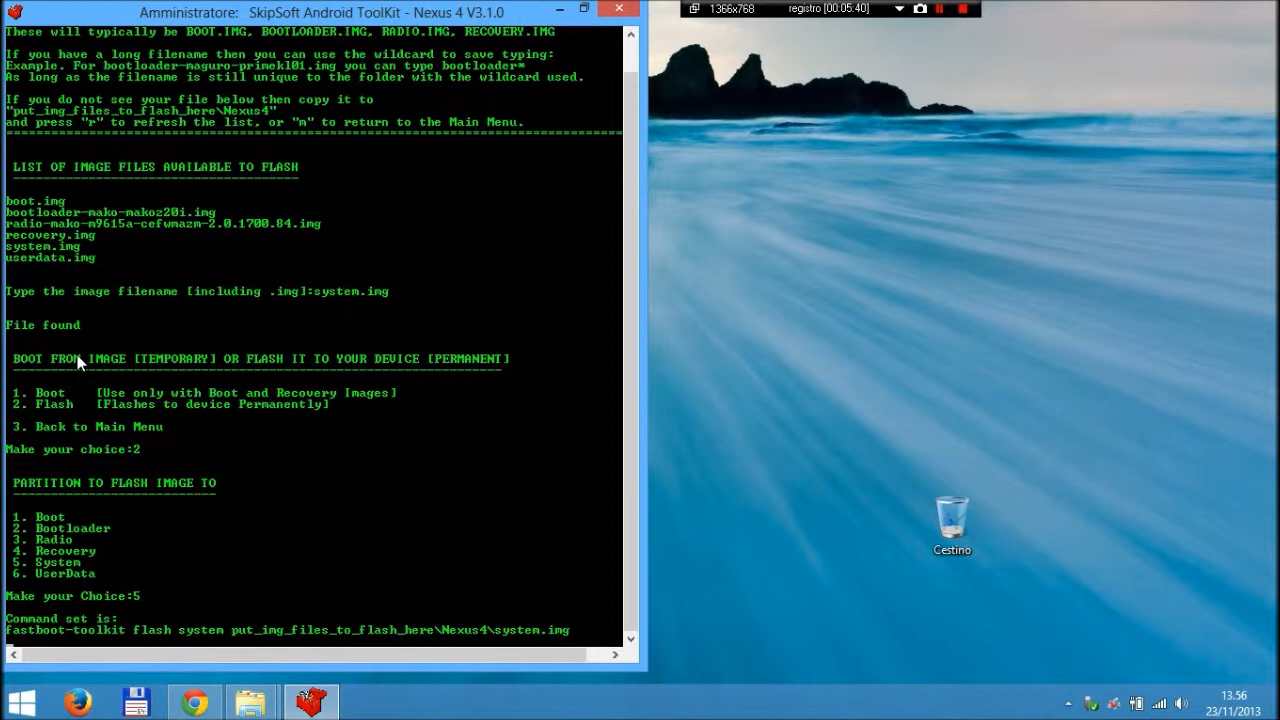 Amministratore: SkipSoft Android ToolKit - Nexus 4 V3.1.0
1366x768
registro (00:05:40)
These will typically be BOOT.IMG, BOOTLOADER.IMG, RADIO.IMG, RECOVERY.IMG
If you have a long filename then you can use the wildcard to save typing:
Example. For bootloader-maguro-primekl01.img you can type bootloader*
As long as the filename is still unique to the folder with the wildcard used.
If you do not see your file below then copy it to
"put_img_files_to_flash_here\Nexus4"
and press "r" to refresh the list, or "m" to return to the Main Menu.
LIST OF IMAGE FILES AVAILABLE TO FLASH
boot.img
bootloader-mako-makoz20i.img
radio-mako-m9615a-cefwmazm-2.0.1700.84.img
recovery.img
system.img
userdata.img
Type the image filename [including .img]:system.img
File found
BOOT FROM IMAGE [TEMPORARY] OR FLASH IT TO YOUR DEVICE [PERMANENT]
1. Boot [Use only with Boot and Recovery Images]
2. Flash [Flashes to device Permanently]
3. Back to Main Menu
Make your choice:2
PARTITION TO FLASH IMAGE TO
1. Boot
2. Bootloader
3. Radio
4. Recovery
5. System
6. UserData
Make your Choice:5
Command set is:
fastboot-toolkit flash system put_img_files_to_flash_here\Nexus4\system.img
Cestino
13.56
23/11/2013